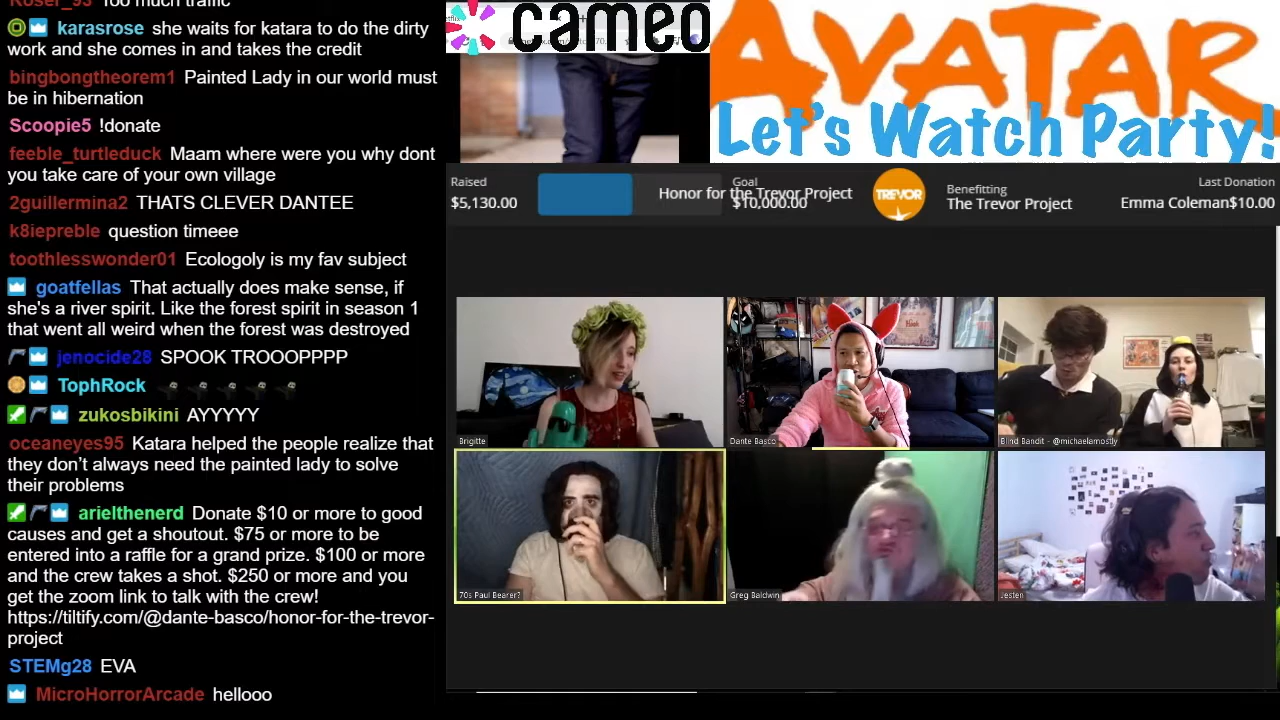 Roser_93 Too much traffic
karasrose she waits for katara to do the dirty
work and she comes in and takes the credit
bingbongtheorem1 Painted Lady in our world must
be in hibernation
Scoopie5 !donate
feeble_turtleduck Maam where were you why dont
you take care of your own village
2guillermina2 THATS CLEVER DANTEE
k8iepreble question timeee
toothlesswonder01 Ecologoly is my fav subject
goatfellas That actually does make sense, if
she's a river spirit. Like the forest spirit in season 1
that went all weird when the forest was destroyed
jenocide28 SPOOK TROOOPPPP
TophRock
zukosbikini AYYYYY
oceaneyes95 Katara helped the people realize that
they don't always need the painted lady to solve
their problems
arielthenerd Donate $10 or more to good
causes and get a shoutout. $75 or more to be
entered into a raffle for a grand prize. $100 or more
and the crew takes a shot. $250 or more and you
get the zoom link to talk with the crew!
https://tiltify.com/@dante-basco/honor-for-the-trevor-
project
STEMg28 EVA
MicroHorrorArcade hellooo
cameo
AVATAR
Let's Watch Party!
Raised
$5,130.00
Honor for the Trevor Project
Goal
$10,000.00
TREVOR
Benefitting
The Trevor Project
Last Donation
Emma Coleman$10.00
Brigitte
Dante Basco
Blind Bandit - @michaelamostly
70s Paul Bearer?
Greg Baldwin
Jesten